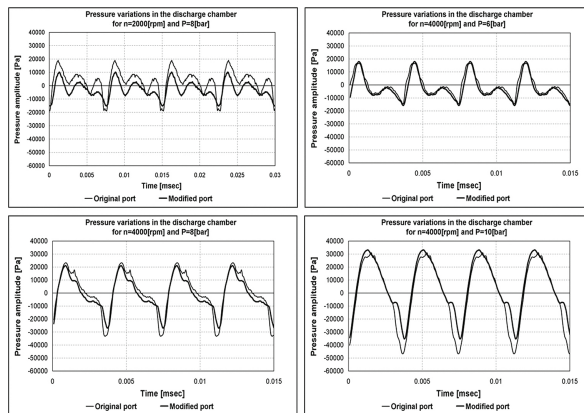 Pressure variations in the discharge chamber
for n=2000[rpm] and P=8[bar]
Pressure amplitude [Pa]
40000
30000
20000
10000
0
-10000
-20000
-30000
-40000
-50000
-60000
0 0.005 0.01 0.015 0.02 0.025 0.03
Time [msec]
Original port Modified port
Pressure variations in the discharge chamber
for n=4000[rpm] and P=6[bar]
Pressure amplitude [Pa]
40000
30000
20000
10000
0
-10000
-20000
-30000
-40000
-50000
-60000
0 0.005 0.01 0.015
Time [msec]
Original port Modified port
Pressure variations in the discharge chamber
for n=4000[rpm] and P=8[bar]
Pressure amplitude [Pa]
40000
30000
20000
10000
0
-10000
-20000
-30000
-40000
-50000
-60000
0 0.005 0.01 0.015
Time [msec]
Original port Modified port
Pressure variations in the discharge chamber
for n=4000[rpm] and P=10[bar]
Pressure amplitude [Pa]
40000
30000
20000
10000
0
-10000
-20000
-30000
-40000
-50000
-60000
0 0.005 0.01 0.015
Time [msec]
Original port Modified port